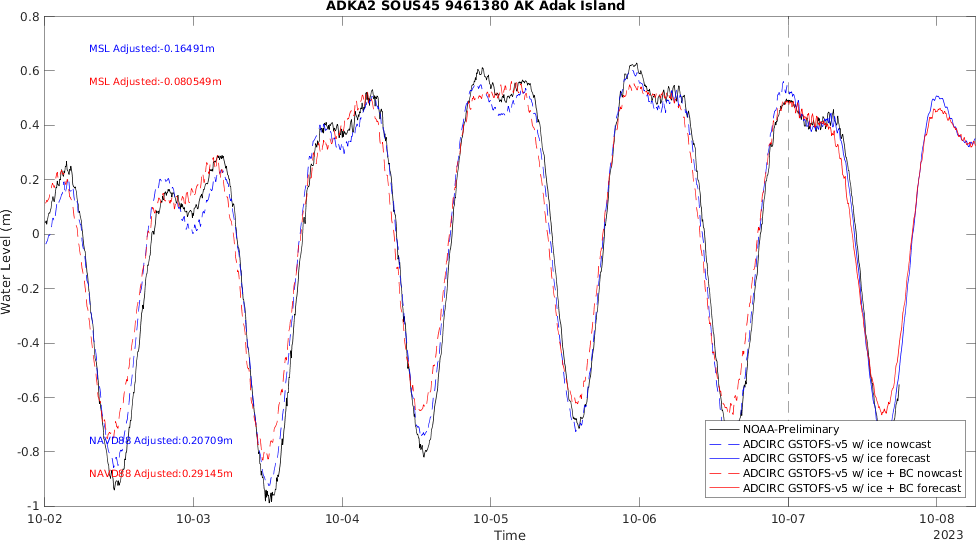 ADKA2 SOUS45 9461380 AK Adak Island
0.8
MSL Adjusted:-0.16491m
0.6
MSL Adjusted:-0.080549m
0.4
0.2
0
Water Level (m)
-0.2
-0.4
-0.6
NOAA-Preliminary
NAVD88 Adjusted:0.20709m
ADCIRC GSTOFS-v5 w/ ice nowcast
-0.8
ADCIRC GSTOFS-v5 w/ ice forecast
NAVD88 Adjusted:0.29145m
ADCIRC GSTOFS-v5 w/ ice + BC nowcast
ADCIRC GSTOFS-v5 w/ ice + BC forecast
-1
10-02 10-03 10-04 10-05 10-06 10-07 10-08
Time
2023